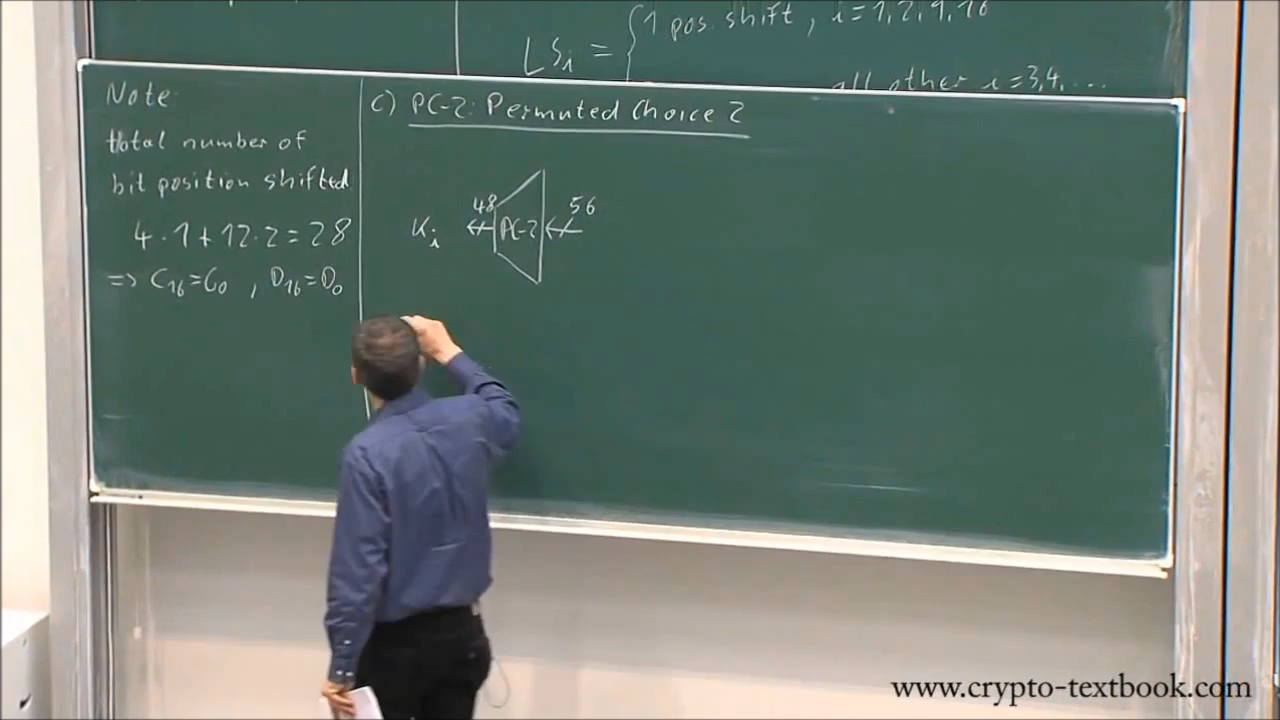 1 pos. shift , i=1,2,9,16
LSi =
all other i=3,4,...
Note
total number of
bit position shifted
4·1+12·2=28
=> C16=C0 , D16=D0
c) PC-2: Permuted Choice 2
48 56
Ki PC-2
www.crypto-textbook.com